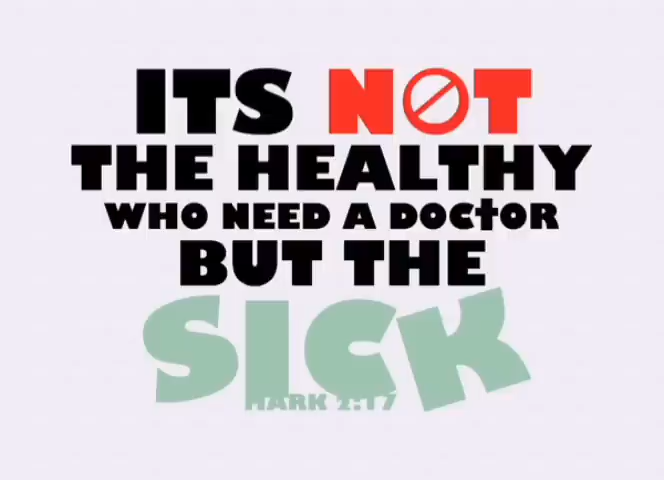 ITS NOT
THE HEALTHY
WHO NEED A DOCTOR
BUT THE
SICK
MARK 2:17